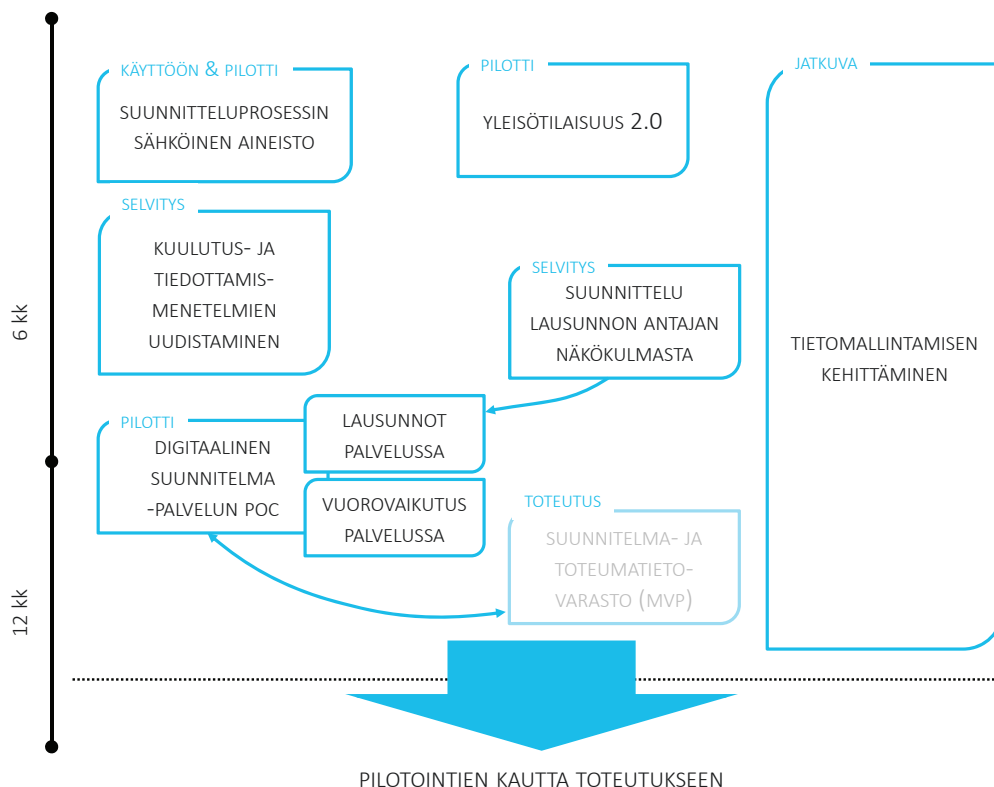 KÄYTTÖÖN & PILOTTI
SUUNNITTELUPROSESSIN
SÄHKÖINEN AINEISTO
PILOTTI
YLEISÖTILAISUUS 2.0
JATKUVA
TIETOMALLINTAMISEN
KEHITTÄMINEN
SELVITYS
KUULUTUS- JA
TIEDOTTAMIS-
MENETELMIEN
UUDISTAMINEN
SELVITYS
SUUNNITTELU
LAUSUNNON ANTAJAN
NÄKÖKULMASTA
6 kk
PILOTTI
DIGITAALINEN
SUUNNITELMA
-PALVELUN POC
LAUSUNNOT
PALVELUSSA
VUOROVAIKUTUS
PALVELUSSA
TOTEUTUS
SUUNNITELMA- JA
TOTEUMATIETO-
VARASTO (MVP)
12 kk
PILOTOINTIEN KAUTTA TOTEUTUKSEEN